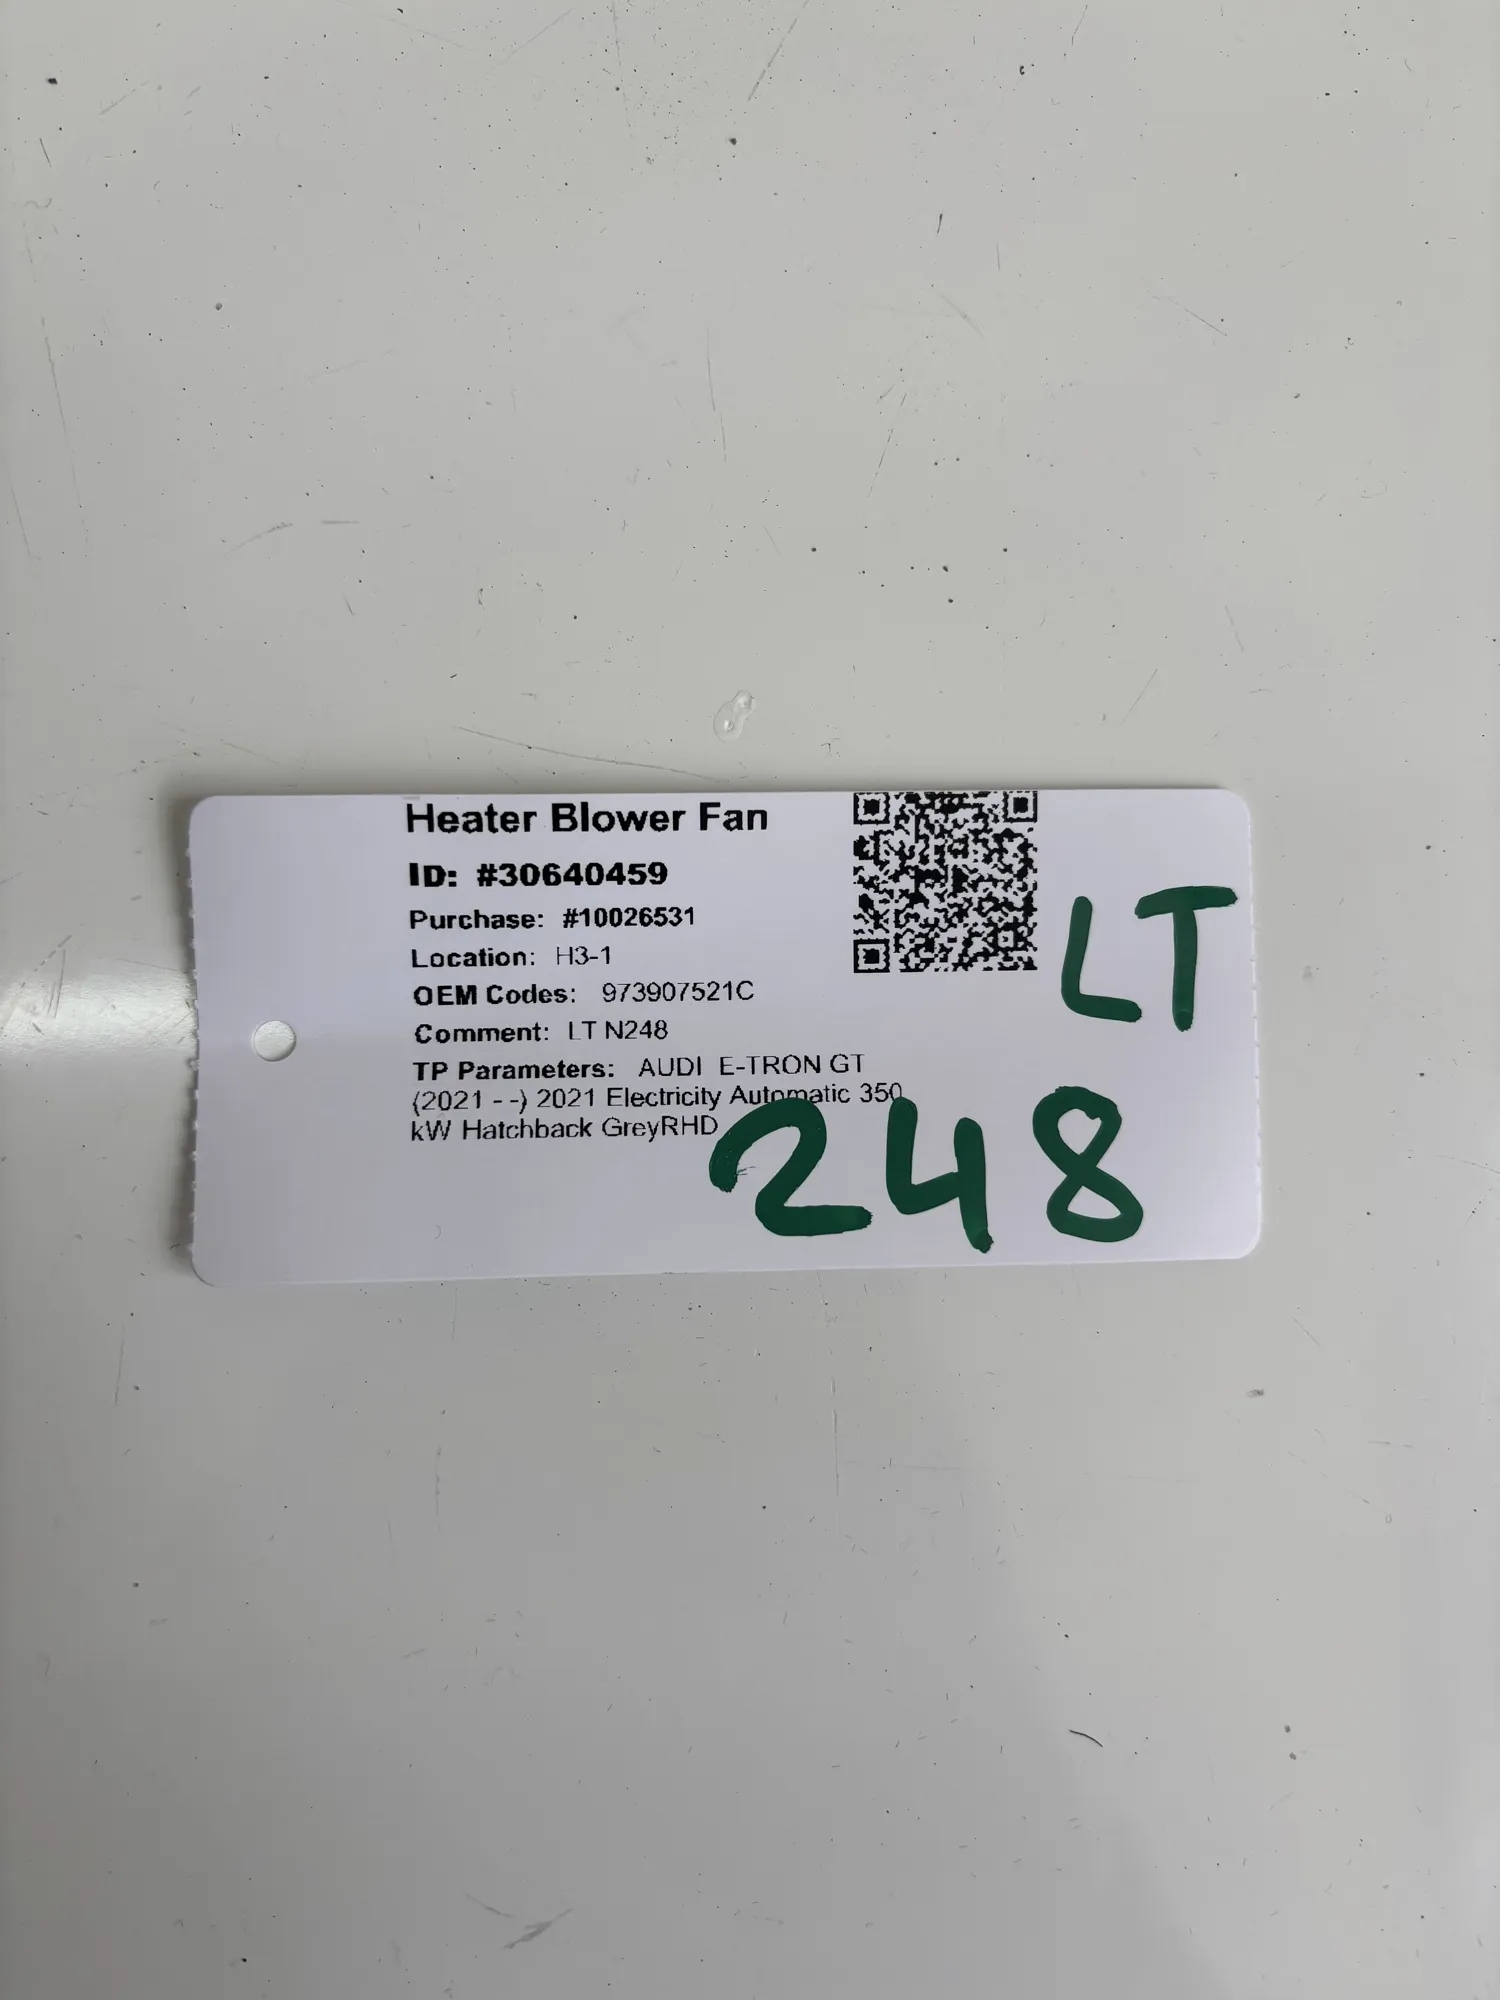 Heater Blower Fan
ID: #30640459
Purchase: #10026531
Location: H3-1
OEM Codes: 973907521C
Comment: LT N248
TP Parameters: AUDI E-TRON GT
(2021 - -) 2021 Electricity Automatic 350
kW Hatchback GreyRHD
LT
248